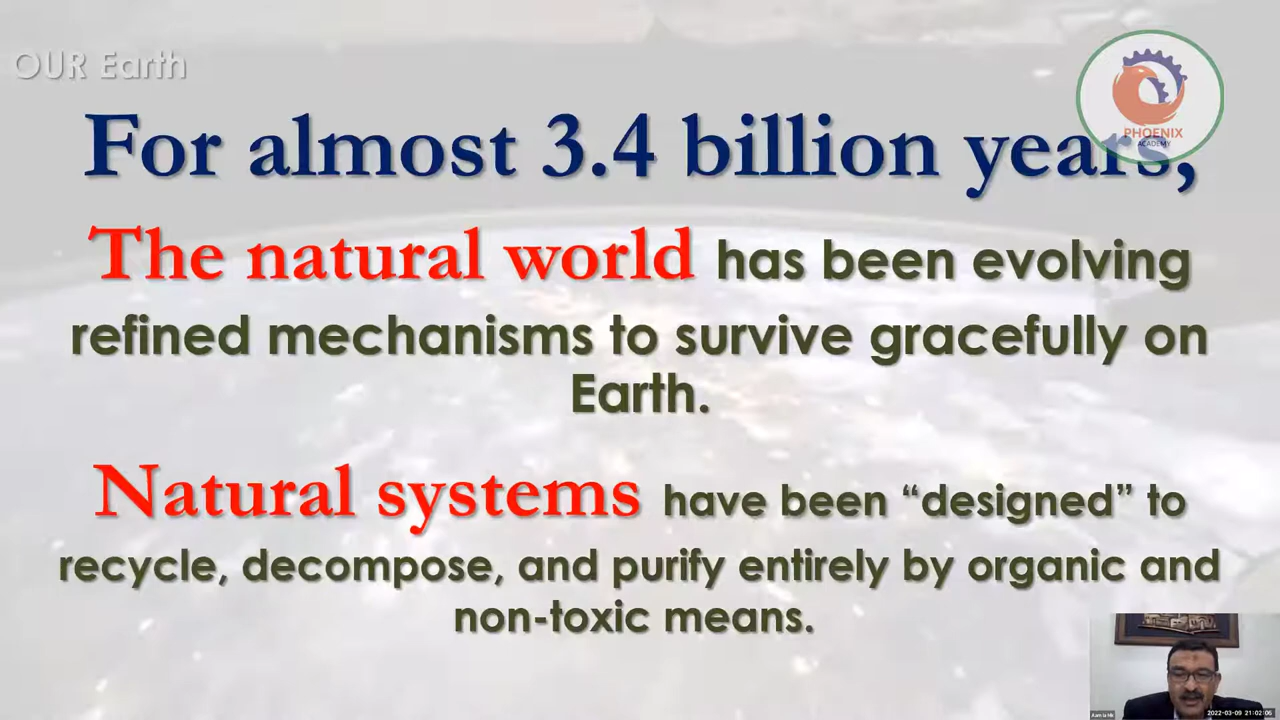 OUR Earth
PHOENIX
ACADEMY
For almost 3.4 billion years,
The natural world has been evolving
refined mechanisms to survive gracefully on
Earth.
Natural systems have been “designed” to
recycle, decompose, and purify entirely by organic and
non-toxic means.
2022-03-09 21:02:06